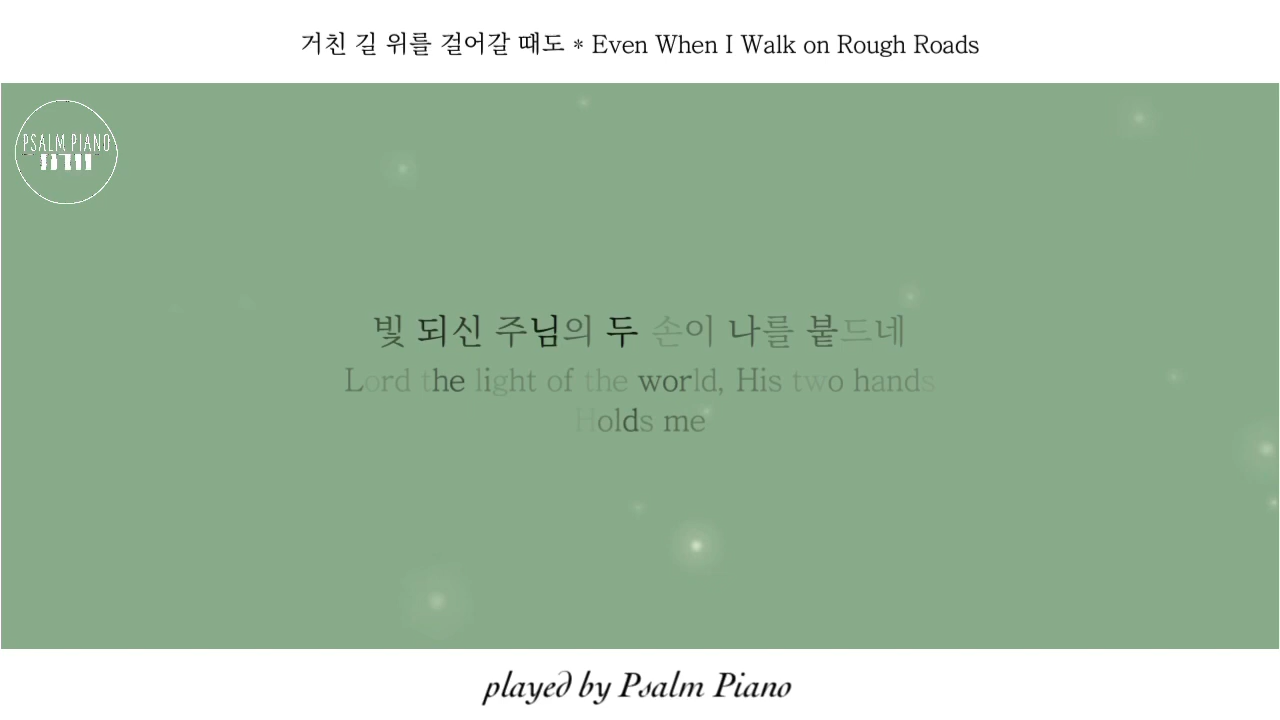 거친 길 위를 걸어갈 때도 * Even When I Walk on Rough Roads
PSALM PIANO
빛 되신 주님의 두 손이 나를 붙드네
Lord the light of the world, His two hands
Holds me
played by Psalm Piano